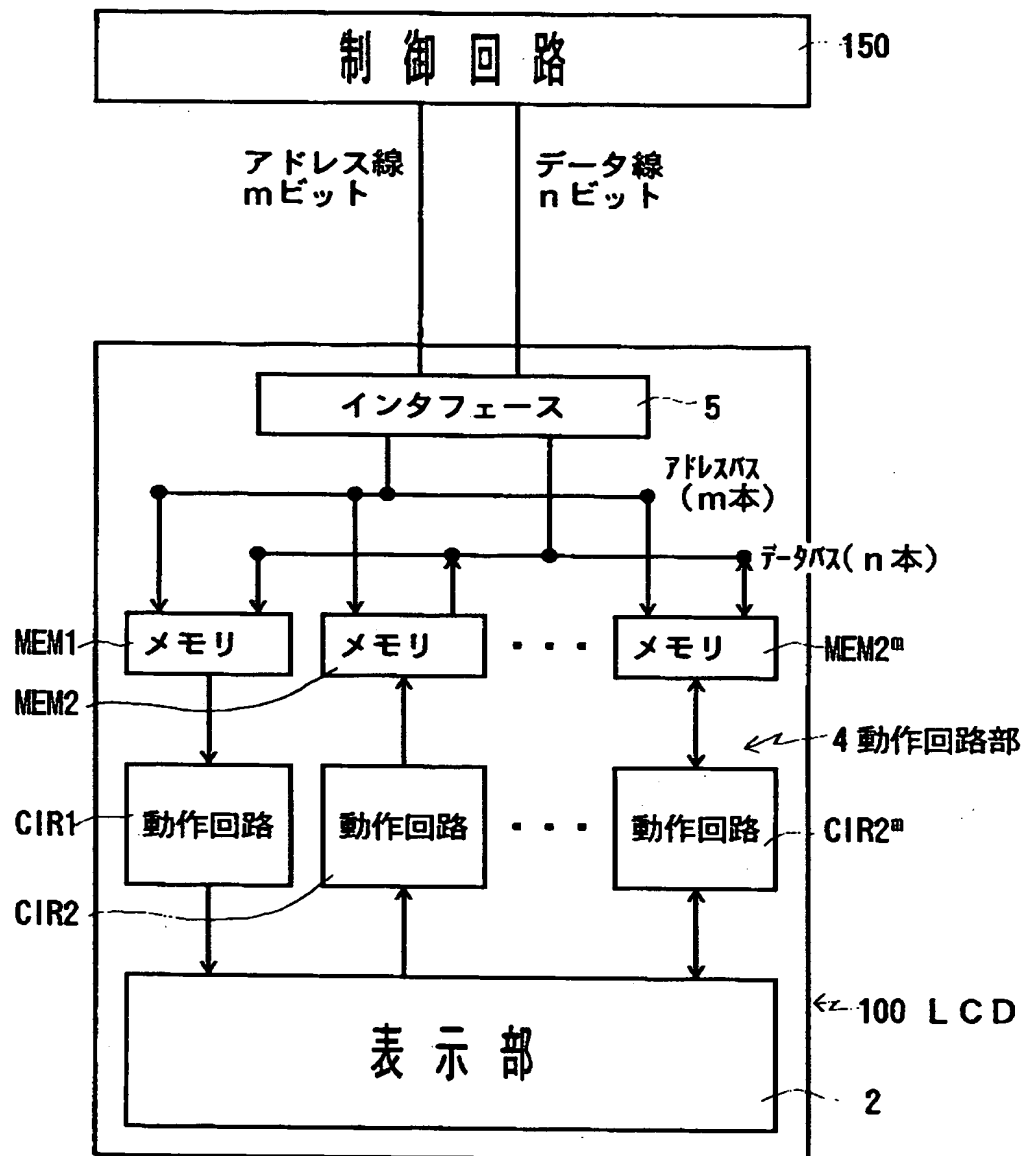 制御回路
150
アドレス線
mビット
データ線
nビット
インタフェース
5
アドレスバス
(m本)
データバス(n本)
MEM1
メモリ
メモリ
・・・
メモリ
MEM2ᵐ
MEM2
4動作回路部
CIR1
動作回路
動作回路
・・・
動作回路
CIR2ᵐ
CIR2
100 LCD
表示部
2